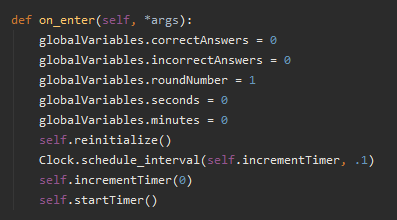 def on_enter(self, *args):
    globalVariables.correctAnswers = 0
    globalVariables.incorrectAnswers = 0
    globalVariables.roundNumber = 1
    globalVariables.seconds = 0
    globalVariables.minutes = 0
    self.reinitialize()
    Clock.schedule_interval(self.incrementTimer, .1)
    self.incrementTimer(0)
    self.startTimer()